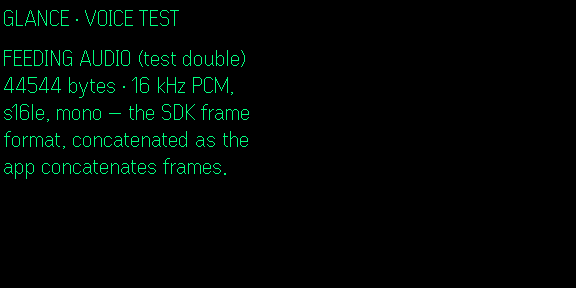 GLANCE · VOICE TEST
FEEDING AUDIO (test double)
44544 bytes · 16 kHz PCM,
s16le, mono — the SDK frame
format, concatenated as the
app concatenates frames.